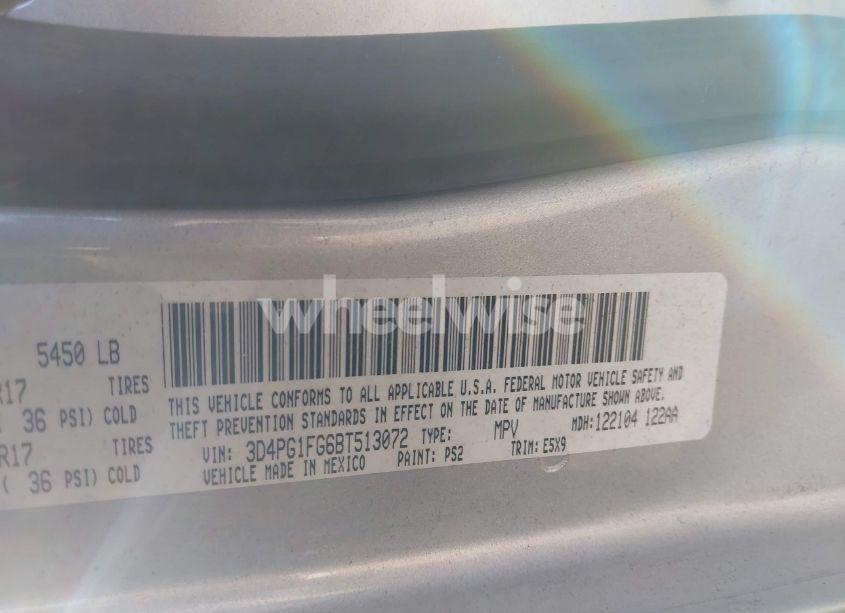 wheelwise
5450 LB
R17 TIRES
36 PSI) COLD
R17 TIRES
( 36 PSI) COLD
THIS VEHICLE CONFORMS TO ALL APPLICABLE U.S.A. FEDERAL MOTOR VEHICLE SAFETY AND
THEFT PREVENTION STANDARDS IN EFFECT ON THE DATE OF MANUFACTURE SHOWN ABOVE.
VIN: 3D4PG1FG6BT513072 TYPE: MPV MDH:122104 122AA
VEHICLE MADE IN MEXICO PAINT: PS2 TRIM: E5X9